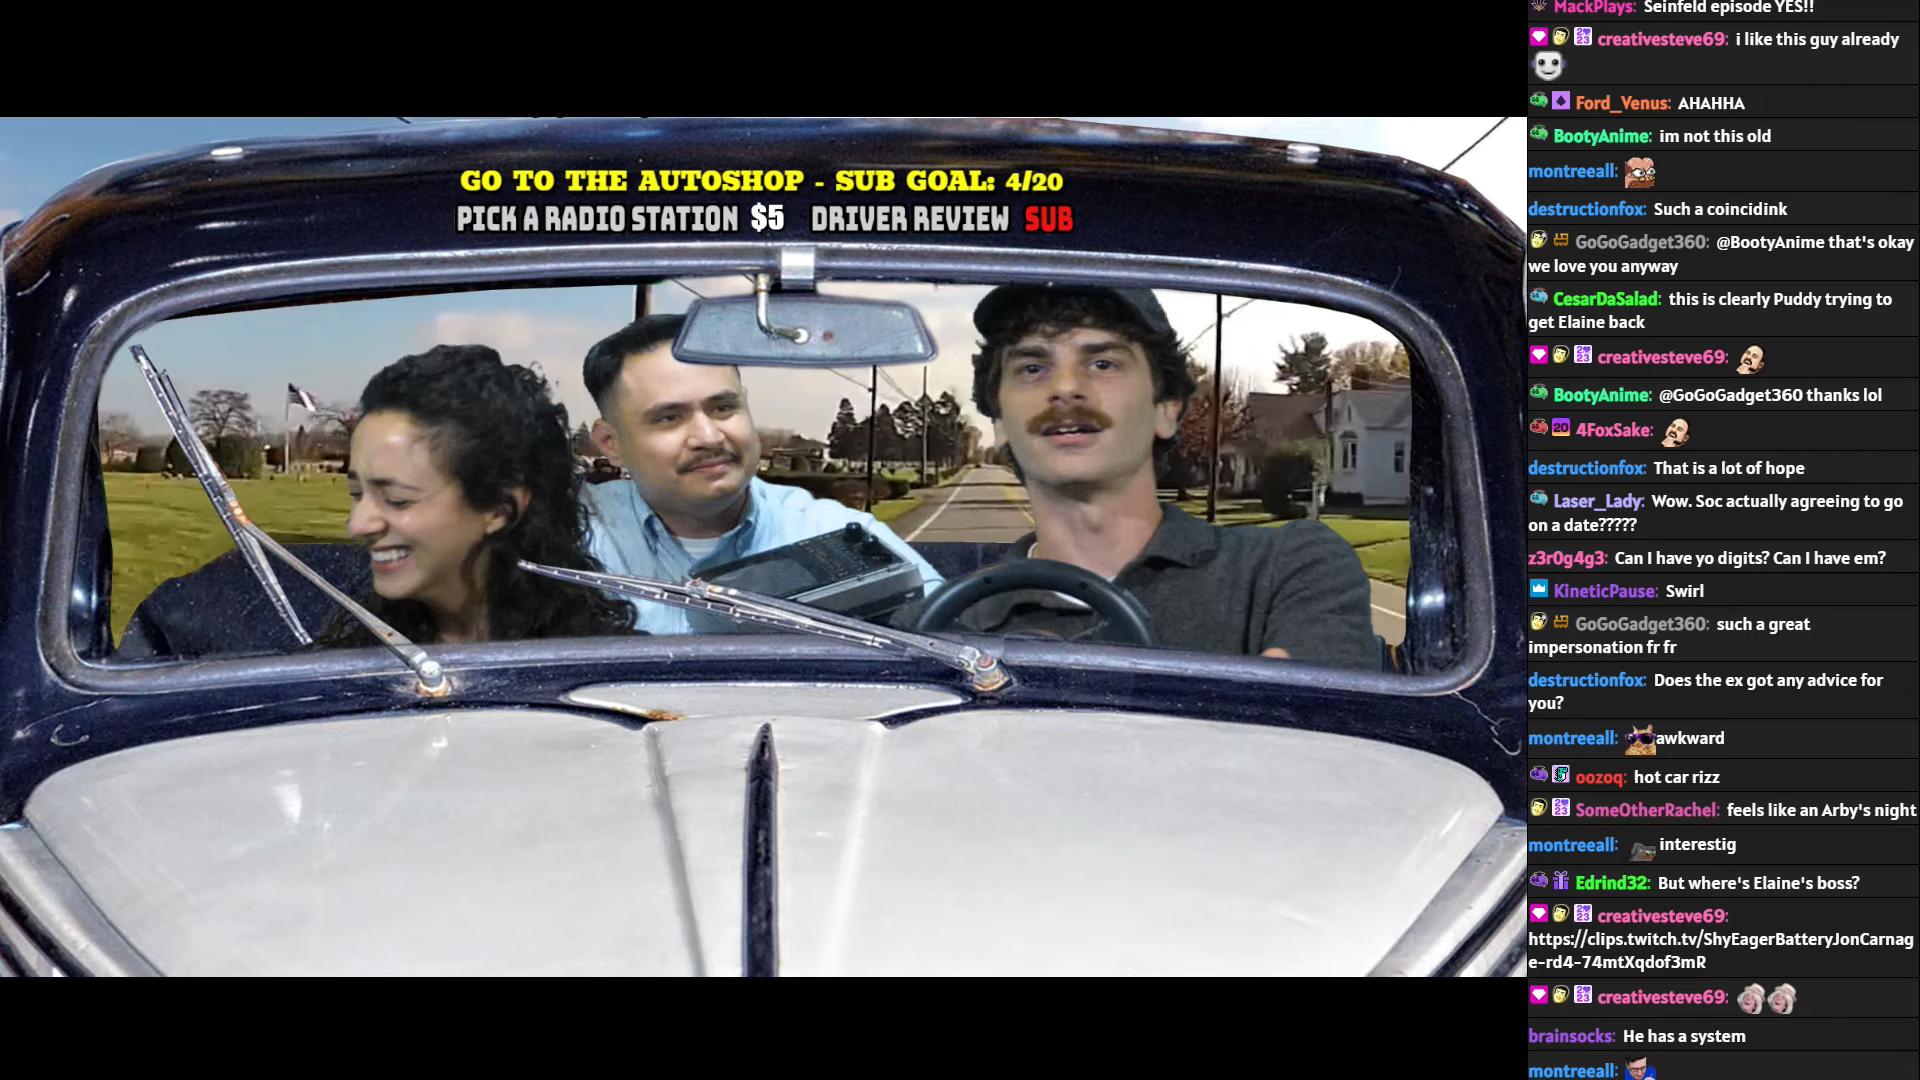 GO TO THE AUTOSHOP - SUB GOAL: 4/20
PICK A RADIO STATION $5 DRIVER REVIEW SUB
MackPlays: Seinfeld episode YES!!
creativesteve69: i like this guy already
Ford_Venus: AHAHHA
BootyAnime: im not this old
montreeall:
destructionfox: Such a coincidink
GoGoGadget360: @BootyAnime that's okay
we love you anyway
CesarDaSalad: this is clearly Puddy trying to
get Elaine back
creativesteve69:
BootyAnime: @GoGoGadget360 thanks lol
20 4FoxSake:
destructionfox: That is a lot of hope
Laser_Lady: Wow. Soc actually agreeing to go
on a date?????
z3r0g4g3: Can I have yo digits? Can I have em?
KineticPause: Swirl
GoGoGadget360: such a great
impersonation fr fr
destructionfox: Does the ex got any advice for
you?
montreeall: awkward
oozoq: hot car rizz
SomeOtherRachel: feels like an Arby's night
montreeall: interestig
Edrind32: But where's Elaine's boss?
creativesteve69:
https://clips.twitch.tv/ShyEagerBatteryJonCarnag
e-rd4-74mtXqdof3mR
creativesteve69:
brainsocks: He has a system
montreeall: